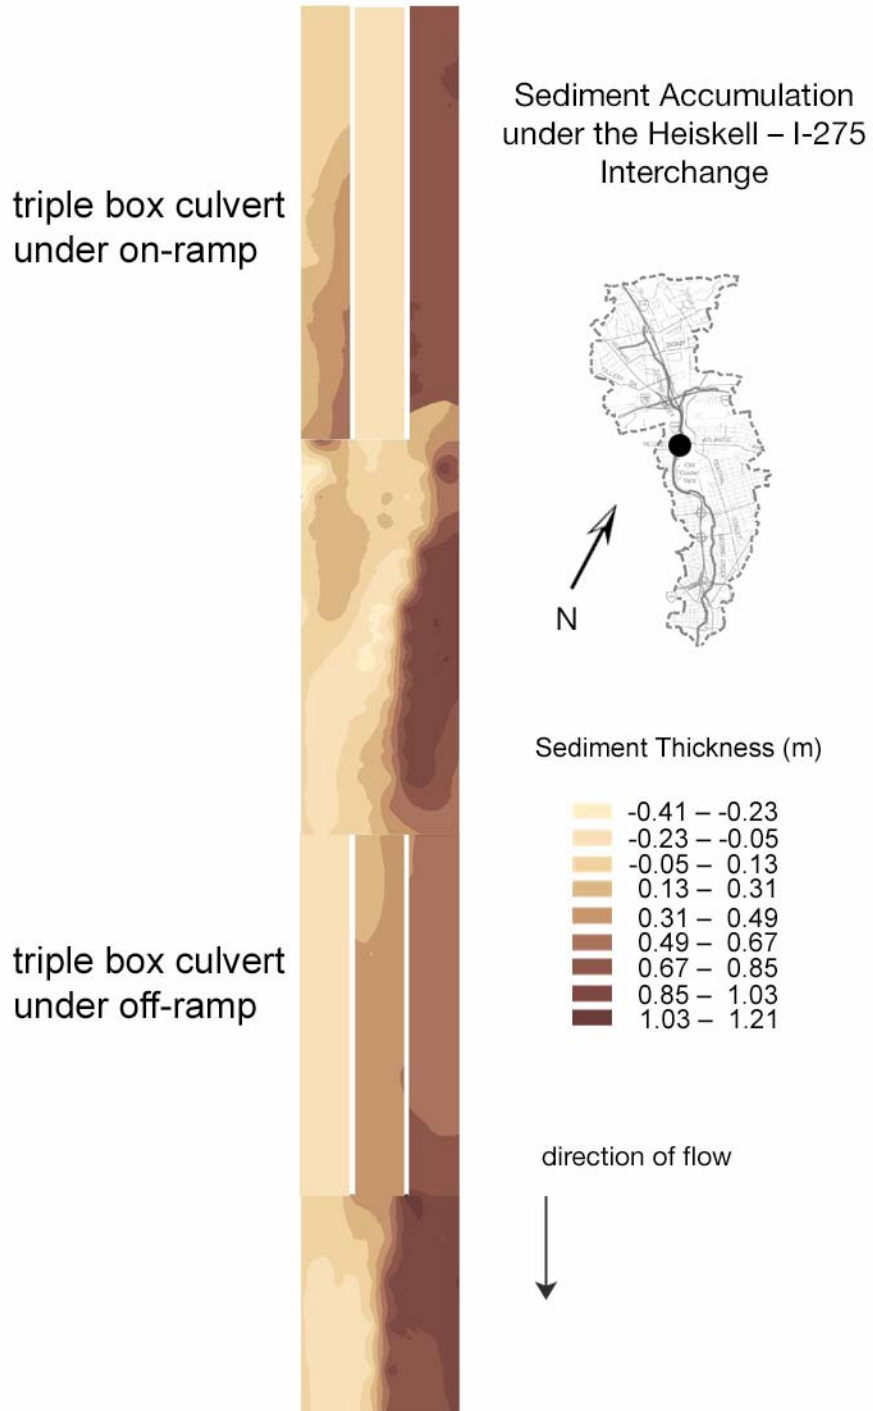 Sediment Accumulation
under the Heiskell – I-275
Interchange
triple box culvert
under on-ramp
N
Sediment Thickness (m)
-0.41 – -0.23
-0.23 – -0.05
-0.05 – 0.13
0.13 – 0.31
0.31 – 0.49
0.49 – 0.67
0.67 – 0.85
0.85 – 1.03
1.03 – 1.21
triple box culvert
under off-ramp
direction of flow